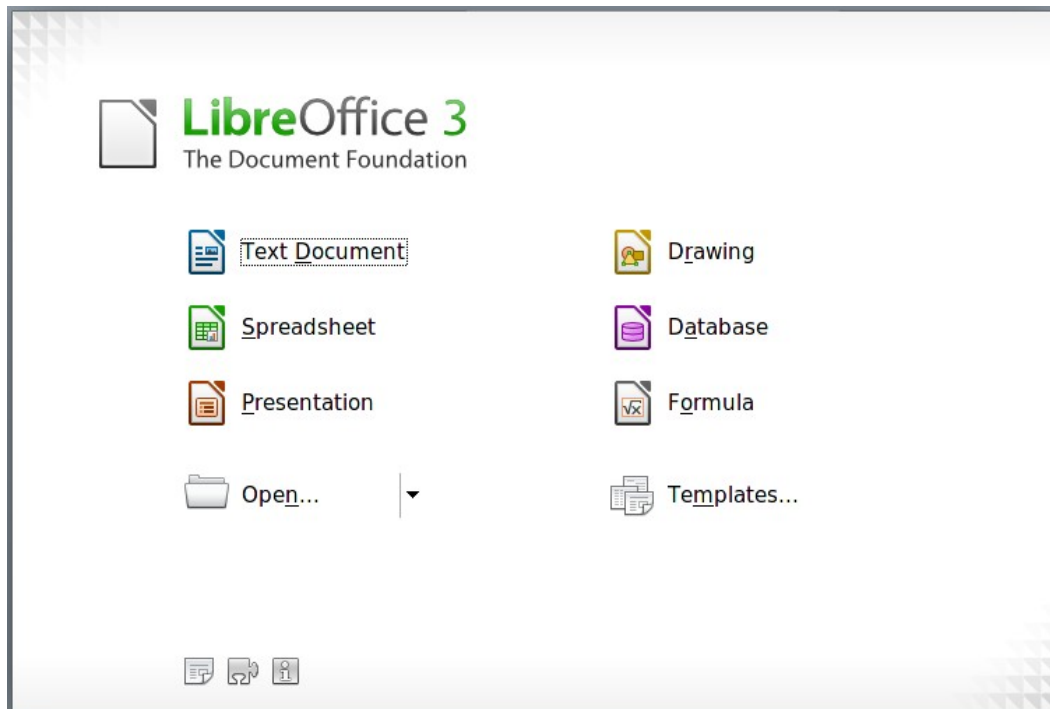 LibreOffice 3
The Document Foundation
Text Document
Drawing
Spreadsheet
Database
Presentation
Formula
Open...
Templates...